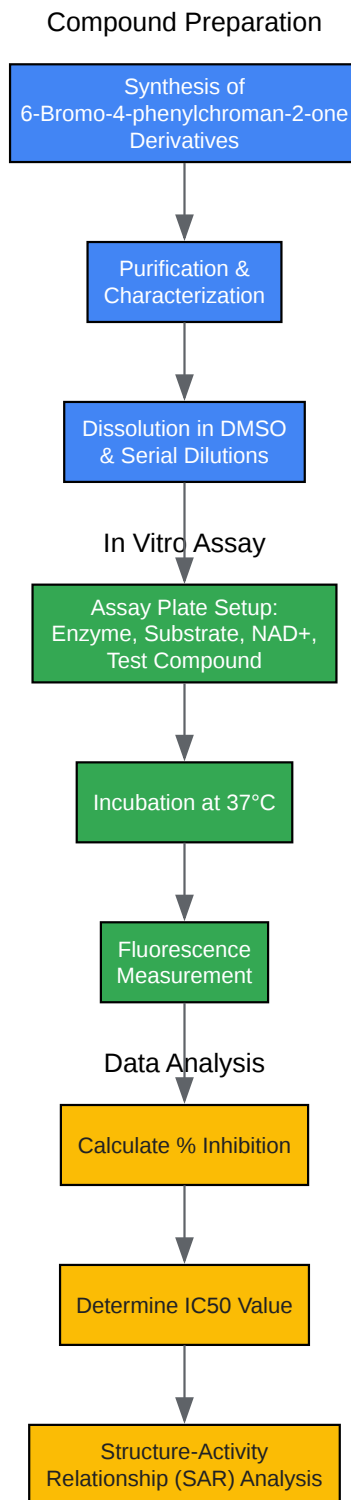 Compound Preparation
Synthesis of
6-Bromo-4-phenylchroman-2-one
Derivatives
Purification &
Characterization
Dissolution in DMSO
& Serial Dilutions
In Vitro Assay
Assay Plate Setup:
Enzyme, Substrate, NAD+,
Test Compound
Incubation at 37°C
Fluorescence
Measurement
Data Analysis
Calculate % Inhibition
Determine IC50 Value
Structure-Activity
Relationship (SAR) Analysis